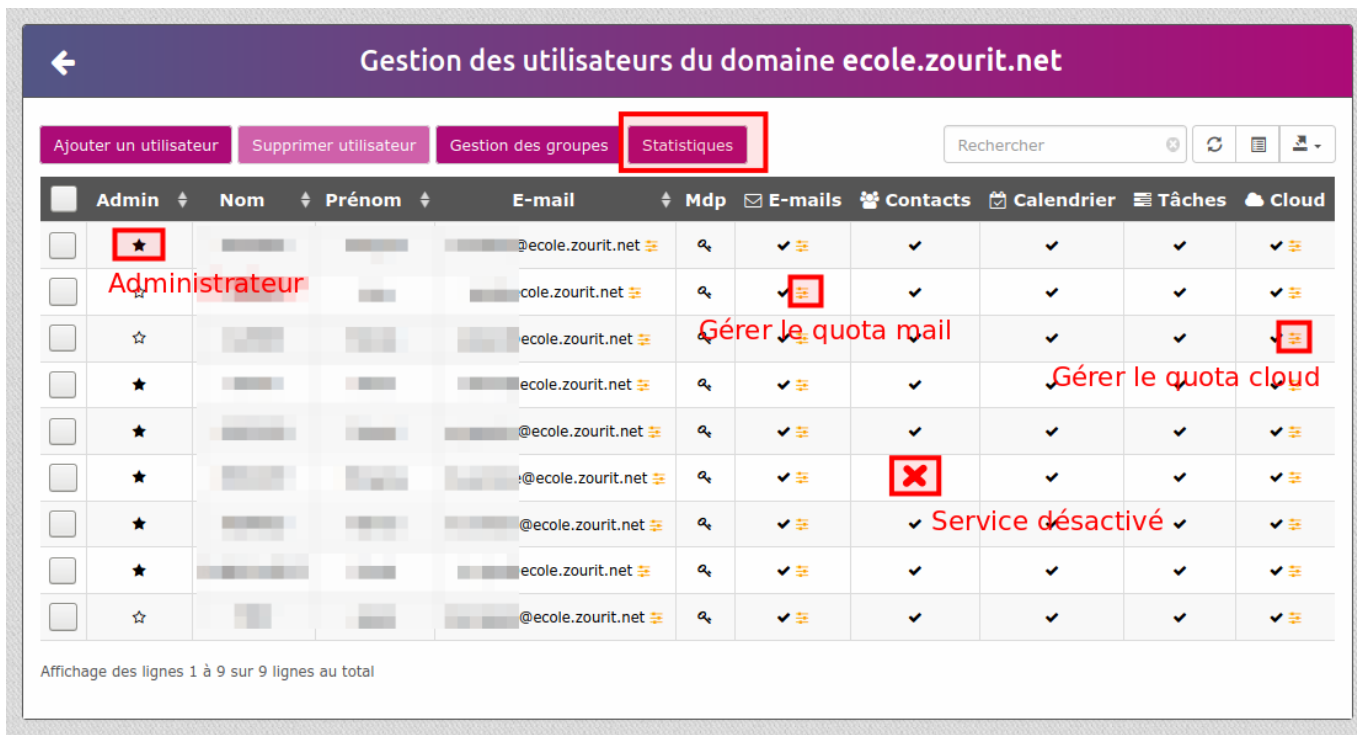 Gestion des utilisateurs du domaine ecole.zourit.net
Ajouter un utilisateur Supprimer utilisateur Gestion des groupes Statistiques Rechercher
Admin Nom Prénom E-mail Mdp E-mails Contacts Calendrier Tâches Cloud
@ecole.zourit.net
Administrateur
cole.zourit.net
Gérer le quota mail
ecole.zourit.net
Gérer le quota cloud
ecole.zourit.net
@ecole.zourit.net
@ecole.zourit.net
Service désactivé
@ecole.zourit.net
ecole.zourit.net
@ecole.zourit.net
Affichage des lignes 1 à 9 sur 9 lignes au total